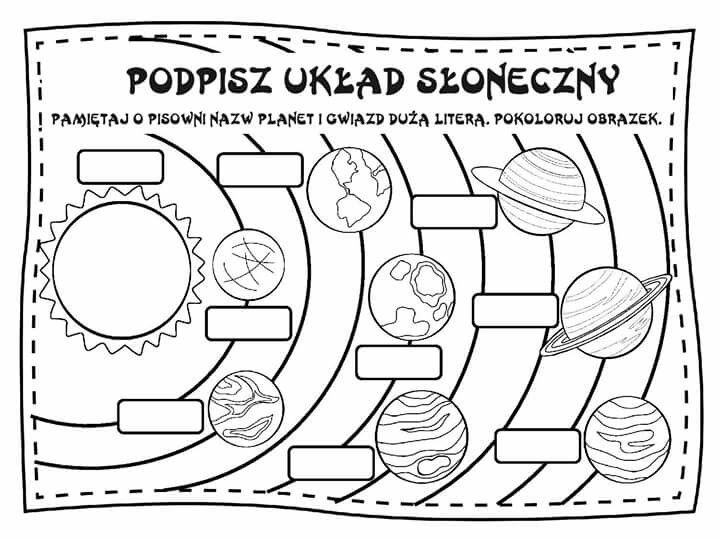 PODPISZ UKŁAD SŁONECZNY
PAMIĘTAJ O PISOWNI NAZW PLANET I GWIAZD DUŻĄ LITERĄ. POKOLORUJ OBRAZEK.